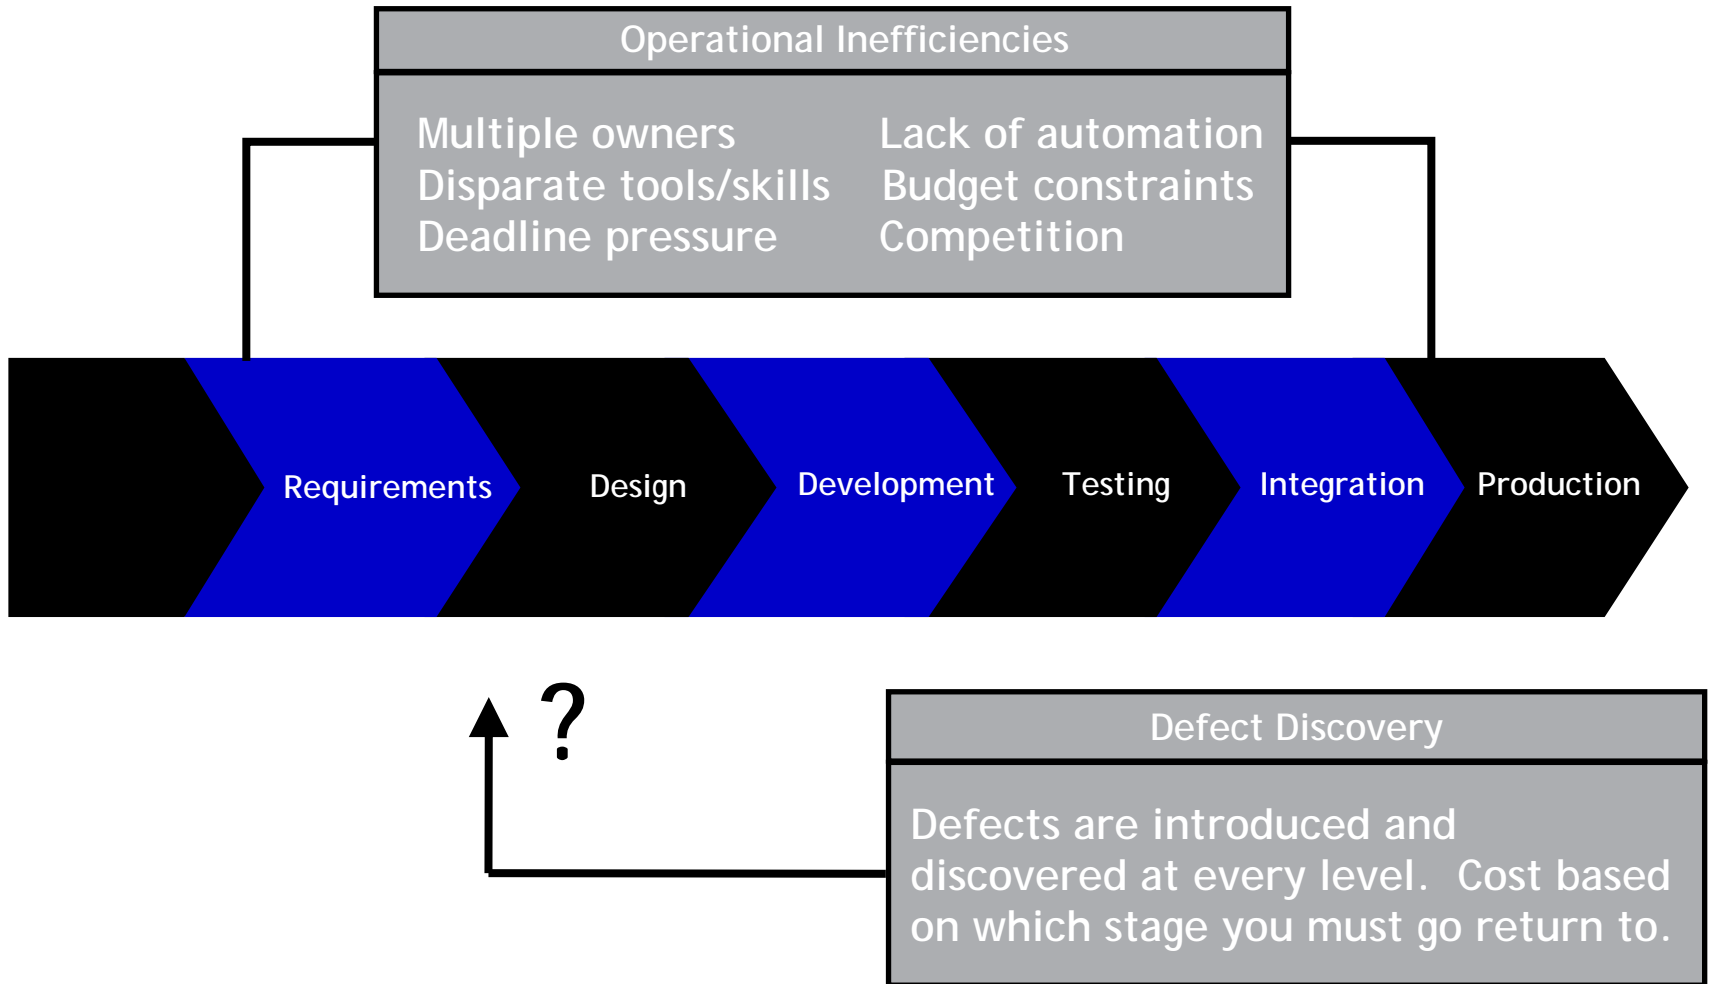 Operational Inefficiencies
Multiple owners
Disparate tools/skills
Deadline pressure
Lack of automation
Budget constraints
Competition
Requirements
Design
Development
Testing
Integration
Production
?
Defect Discovery
Defects are introduced and
discovered at every level.  Cost based
on which stage you must go return to.